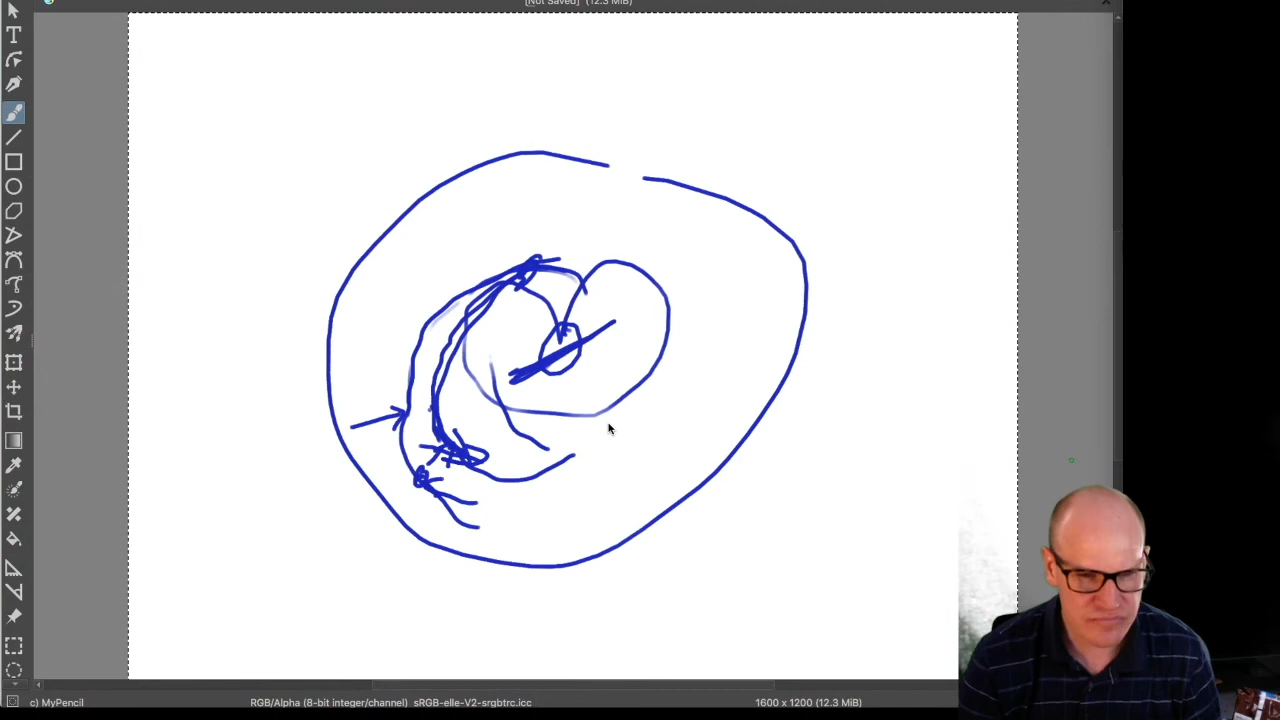 [Not Saved] (12.3 MiB)
T
c) MyPencil
RGB/Alpha (8-bit integer/channel) sRGB-elle-V2-srgbtrc.icc
1600 x 1200 (12.3 MiB)